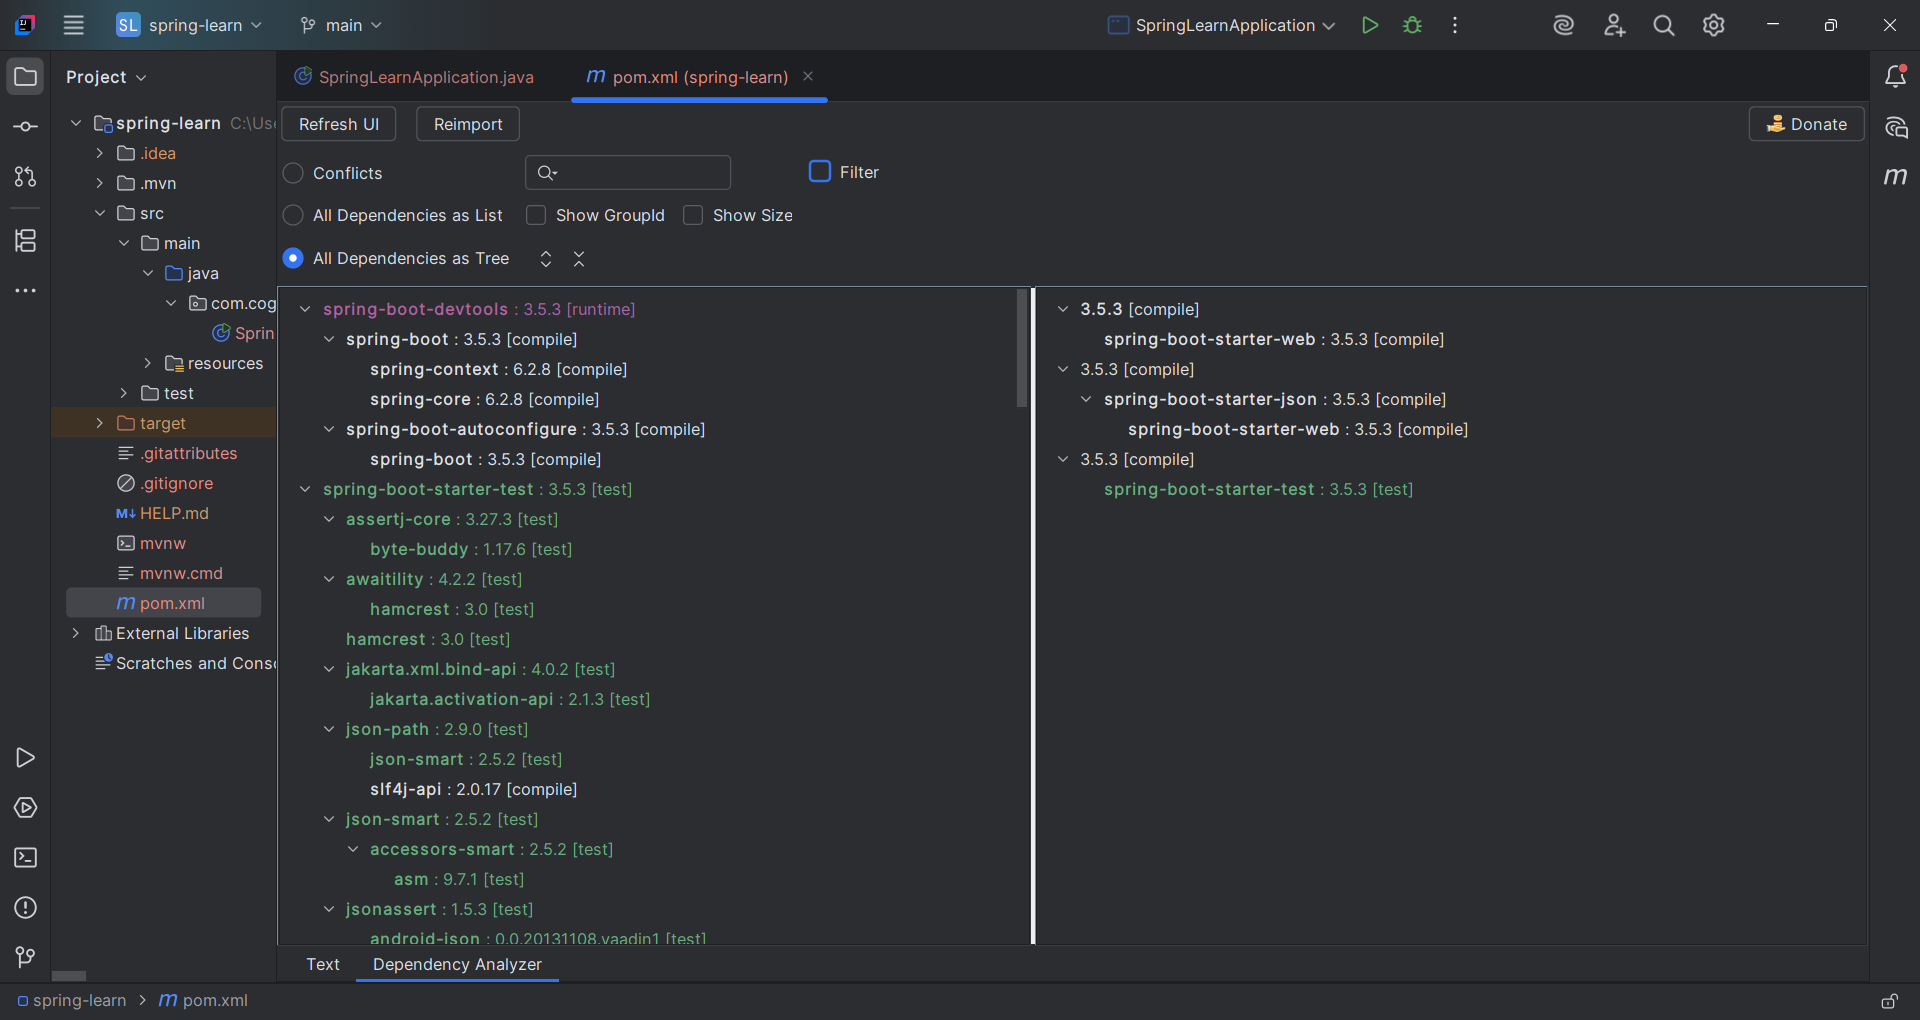 SL spring-learn main SpringLearnApplication
Project SpringLearnApplication.java pom.xml (spring-learn)
spring-learn C:\Use
.idea
.mvn
src
main
java
com.cog
Sprin
resources
test
target
.gitattributes
.gitignore
M↓ HELP.md
mvnw
mvnw.cmd
m pom.xml
External Libraries
Scratches and Conso
Refresh UI Reimport Donate
Conflicts Filter
All Dependencies as List Show GroupId Show Size
All Dependencies as Tree
spring-boot-devtools : 3.5.3 [runtime]
spring-boot : 3.5.3 [compile]
spring-context : 6.2.8 [compile]
spring-core : 6.2.8 [compile]
spring-boot-autoconfigure : 3.5.3 [compile]
spring-boot : 3.5.3 [compile]
spring-boot-starter-test : 3.5.3 [test]
assertj-core : 3.27.3 [test]
byte-buddy : 1.17.6 [test]
awaitility : 4.2.2 [test]
hamcrest : 3.0 [test]
hamcrest : 3.0 [test]
jakarta.xml.bind-api : 4.0.2 [test]
jakarta.activation-api : 2.1.3 [test]
json-path : 2.9.0 [test]
json-smart : 2.5.2 [test]
slf4j-api : 2.0.17 [compile]
json-smart : 2.5.2 [test]
accessors-smart : 2.5.2 [test]
asm : 9.7.1 [test]
jsonassert : 1.5.3 [test]
android-json : 0.0.20131108.vaadin1 [test]
3.5.3 [compile]
spring-boot-starter-web : 3.5.3 [compile]
3.5.3 [compile]
spring-boot-starter-json : 3.5.3 [compile]
spring-boot-starter-web : 3.5.3 [compile]
3.5.3 [compile]
spring-boot-starter-test : 3.5.3 [test]
Text Dependency Analyzer
spring-learn > m pom.xml